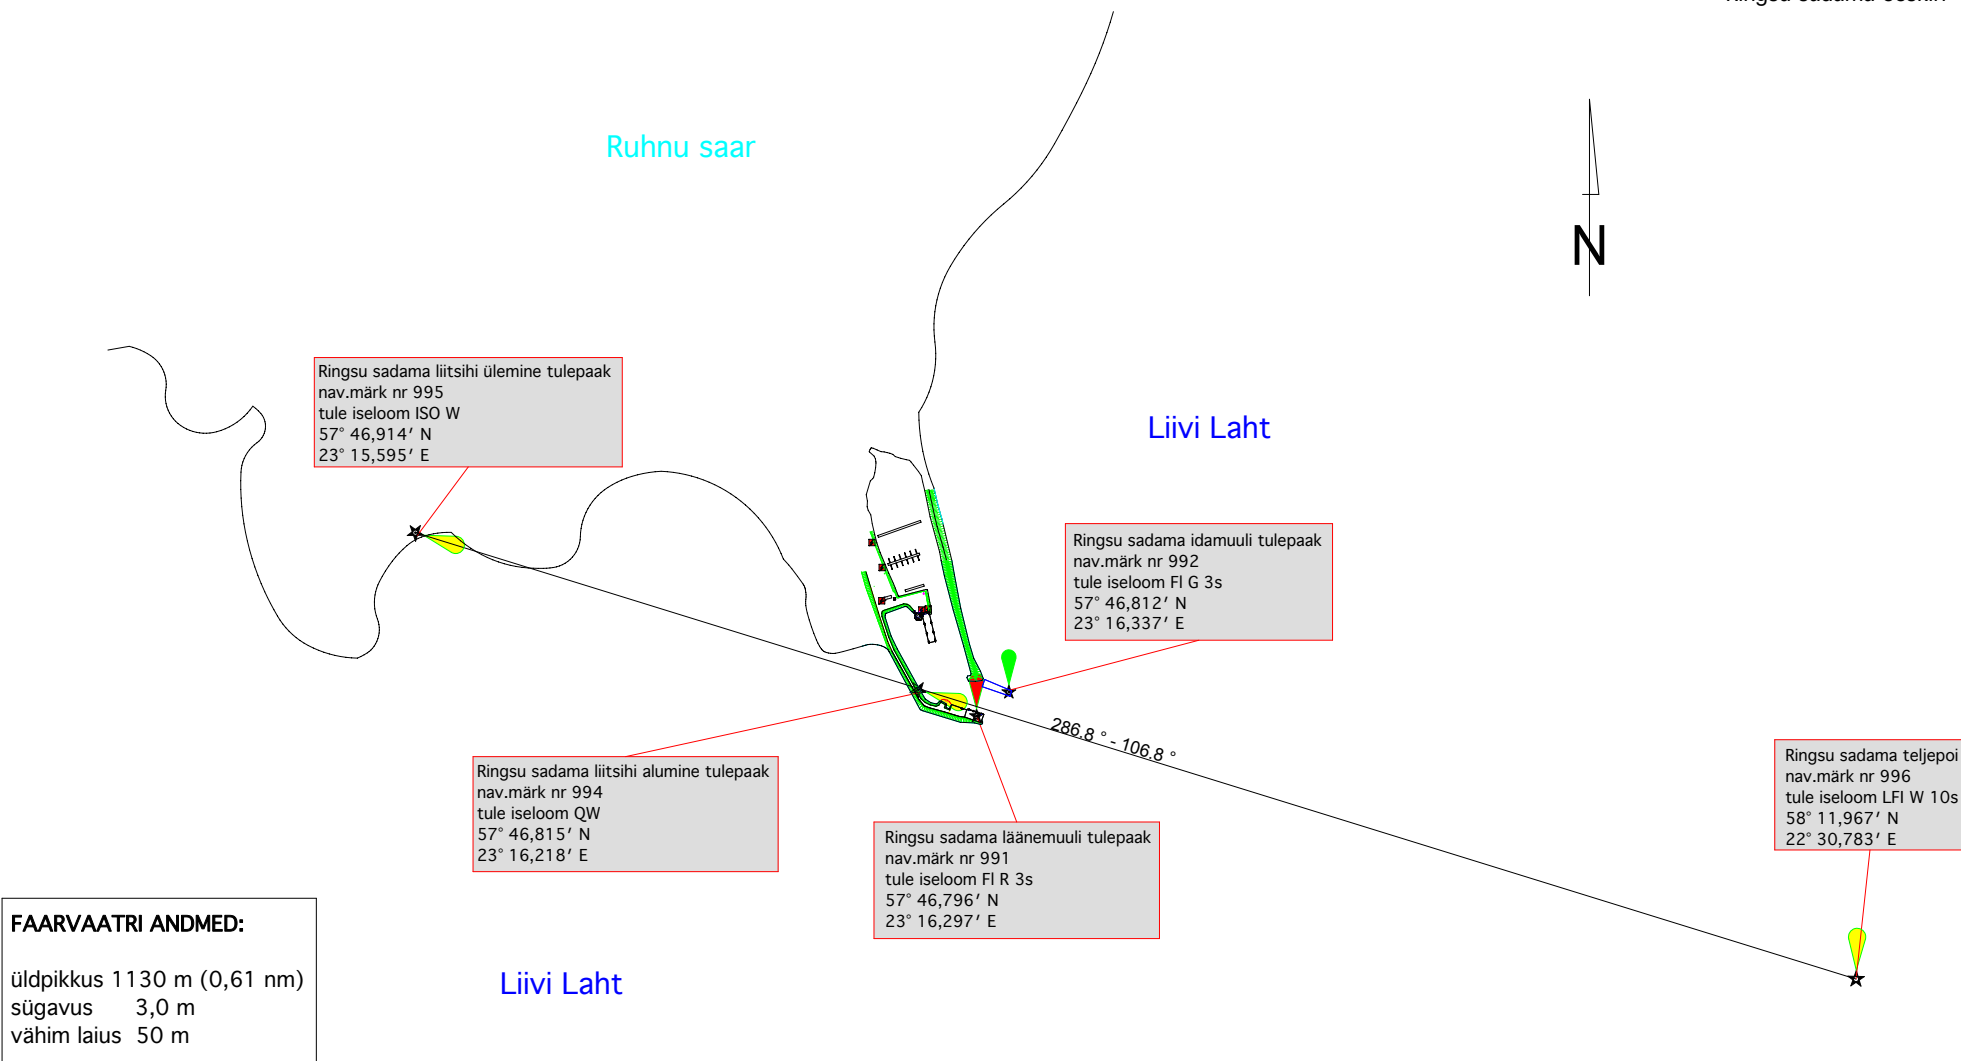 Ruhnu saar
N
Ringsu sadama liitsihi ülemine tulepaak
nav.märk nr 995
tule iseloom ISO W
57° 46,914′ N
23° 15,595′ E
Liivi Laht
Ringsu sadama idamuuli tulepaak
nav.märk nr 992
tule iseloom Fl G 3s
57° 46,812′ N
23° 16,337′ E
286.8 ° - 106.8 °
Ringsu sadama liitsihi alumine tulepaak
nav.märk nr 994
tule iseloom QW
57° 46,815′ N
23° 16,218′ E
Ringsu sadama läänemuuli tulepaak
nav.märk nr 991
tule iseloom Fl R 3s
57° 46,796′ N
23° 16,297′ E
Ringsu sadama teljepoi
nav.märk nr 996
tule iseloom LFl W 10s
58° 11,967′ N
22° 30,783′ E
FAARVAATRI ANDMED:
üldpikkus 1130 m (0,61 nm)
sügavus 3,0 m
vähim laius 50 m
Liivi Laht